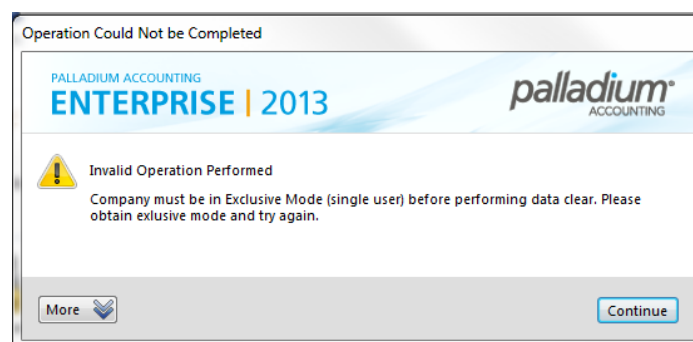 Operation Could Not be Completed
PALLADIUM ACCOUNTING
ENTERPRISE | 2013
palladium
ACCOUNTING
Invalid Operation Performed
Company must be in Exclusive Mode (single user) before performing data clear. Please
obtain exlusive mode and try again.
More
Continue